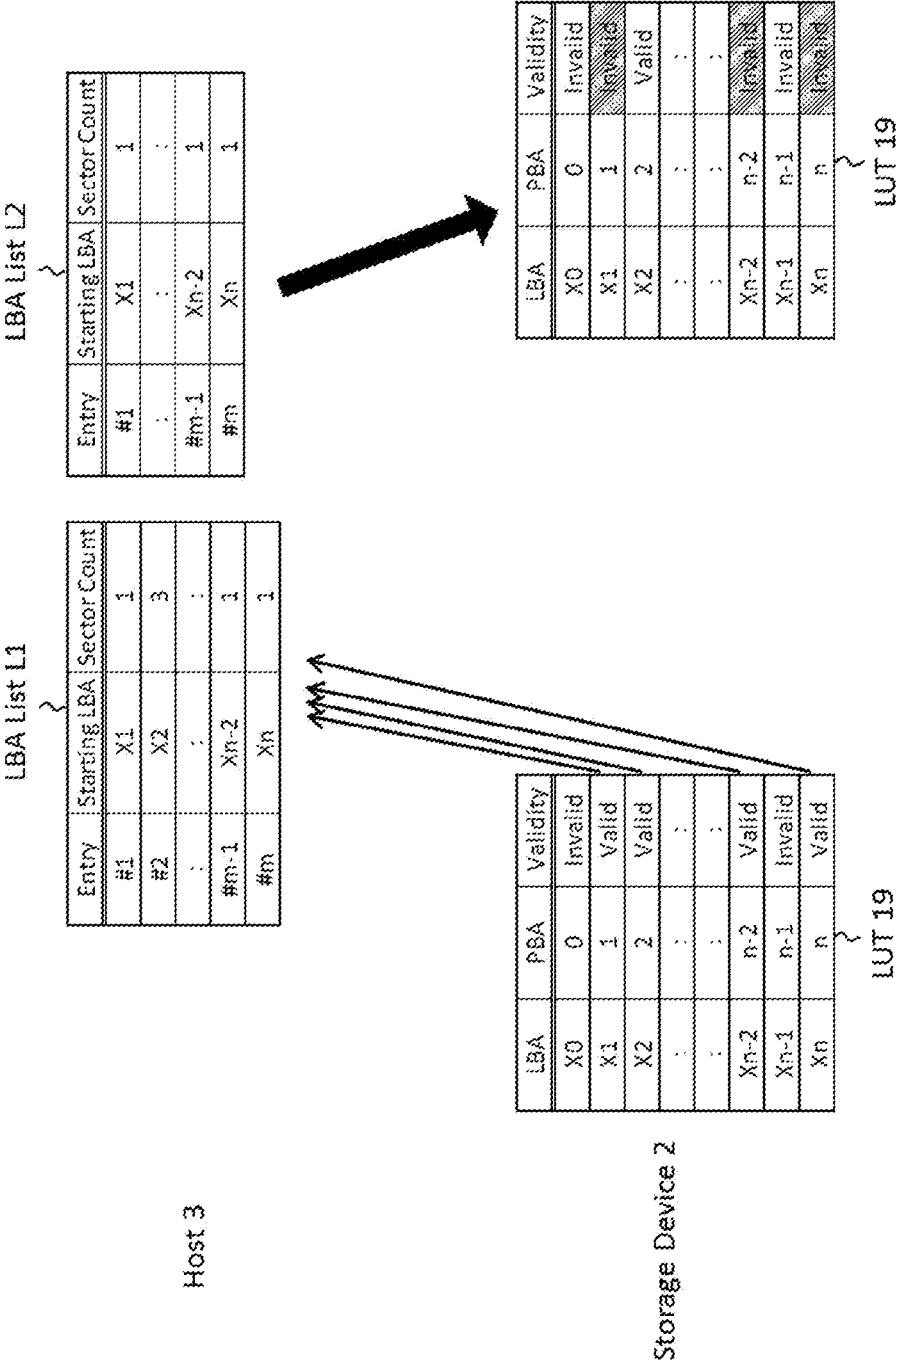 Host 3
LBA List L1
Entry Starting LBA Sector Count
#1 X1 1
#2 X2 3
: : :
#m-1 Xn-2 1
#m Xn 1
LBA List L2
Entry Starting LBA Sector Count
#1 X1 1
: : :
#m-1 Xn-2 1
#m Xn 1
Storage Device 2
LBA PBA Validity
X0 0 Invalid
X1 1 Valid
X2 2 Valid
: : :
: : :
Xn-2 n-2 Valid
Xn-1 n-1 Invalid
Xn n Valid
LUT 19
LBA PBA Validity
X0 0 Invalid
X1 1 Invalid
X2 2 Valid
: : :
: : :
Xn-2 n-2 Invalid
Xn-1 n-1 Invalid
Xn n Invalid
LUT 19